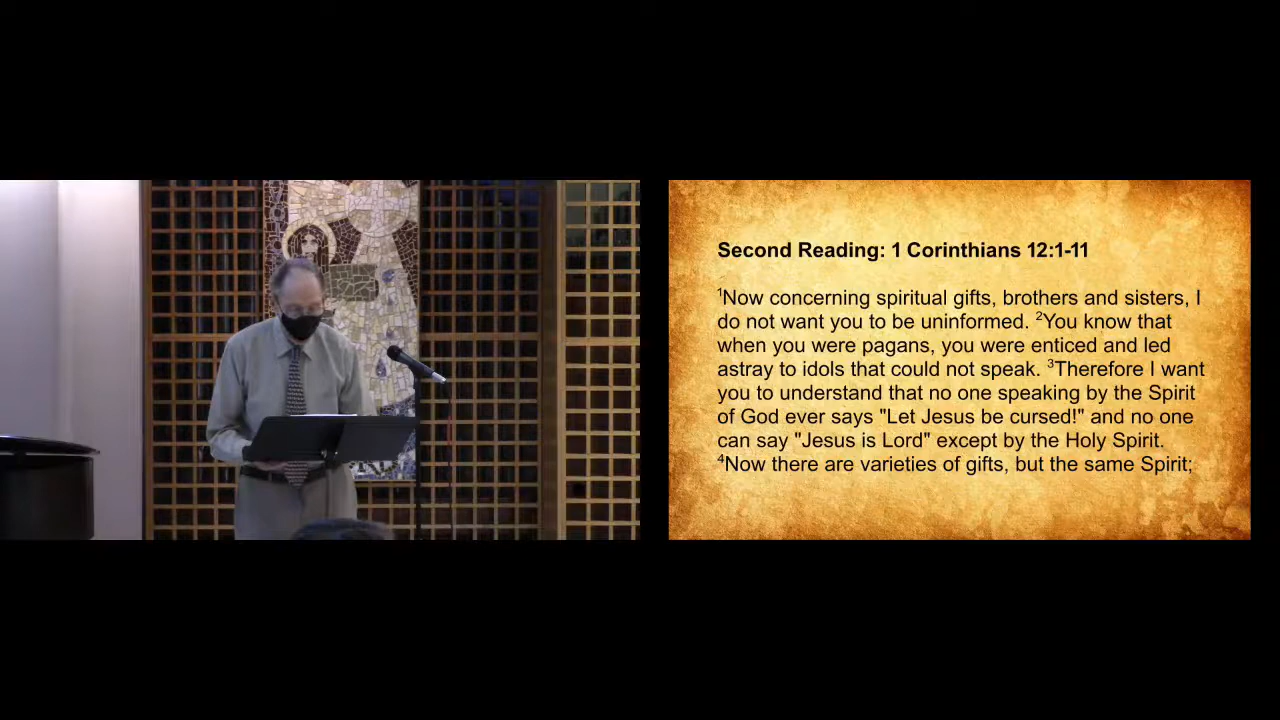 Second Reading: 1 Corinthians 12:1-11
¹Now concerning spiritual gifts, brothers and sisters, I
do not want you to be uninformed. ²You know that
when you were pagans, you were enticed and led
astray to idols that could not speak. ³Therefore I want
you to understand that no one speaking by the Spirit
of God ever says "Let Jesus be cursed!" and no one
can say "Jesus is Lord" except by the Holy Spirit.
⁴Now there are varieties of gifts, but the same Spirit;